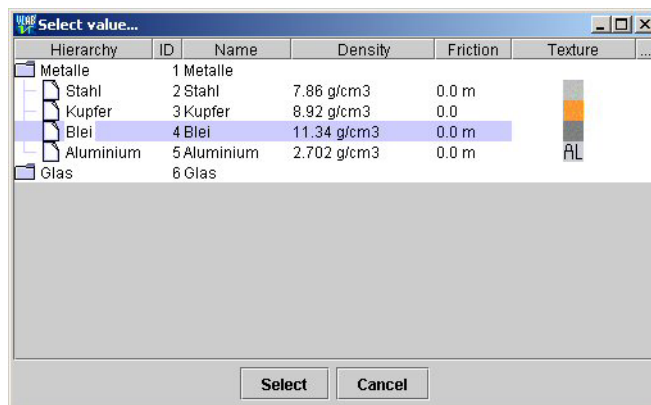 VLAB Select value...
Hierarchy ID Name Density Friction Texture ...
Metalle 1 Metalle
Stahl 2 Stahl 7.86 g/cm3 0.0 m
Kupfer 3 Kupfer 8.92 g/cm3 0.0
Blei 4 Blei 11.34 g/cm3 0.0 m
Aluminium 5 Aluminium 2.702 g/cm3 0.0 m AL
Glas 6 Glas
Select Cancel